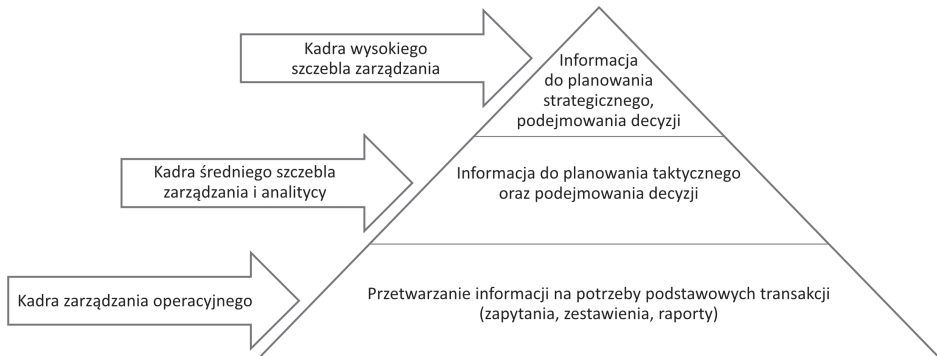 Kadra wysokiego
szczebla zarządzania
Informacja
do planowania
strategicznego,
podejmowania decyzji
Kadra średniego szczebla
zarządzania i analitycy
Informacja do planowania taktycznego
oraz podejmowania decyzji
Kadra zarządzania operacyjnego
Przetwarzanie informacji na potrzeby podstawowych transakcji
(zapytania, zestawienia, raporty)